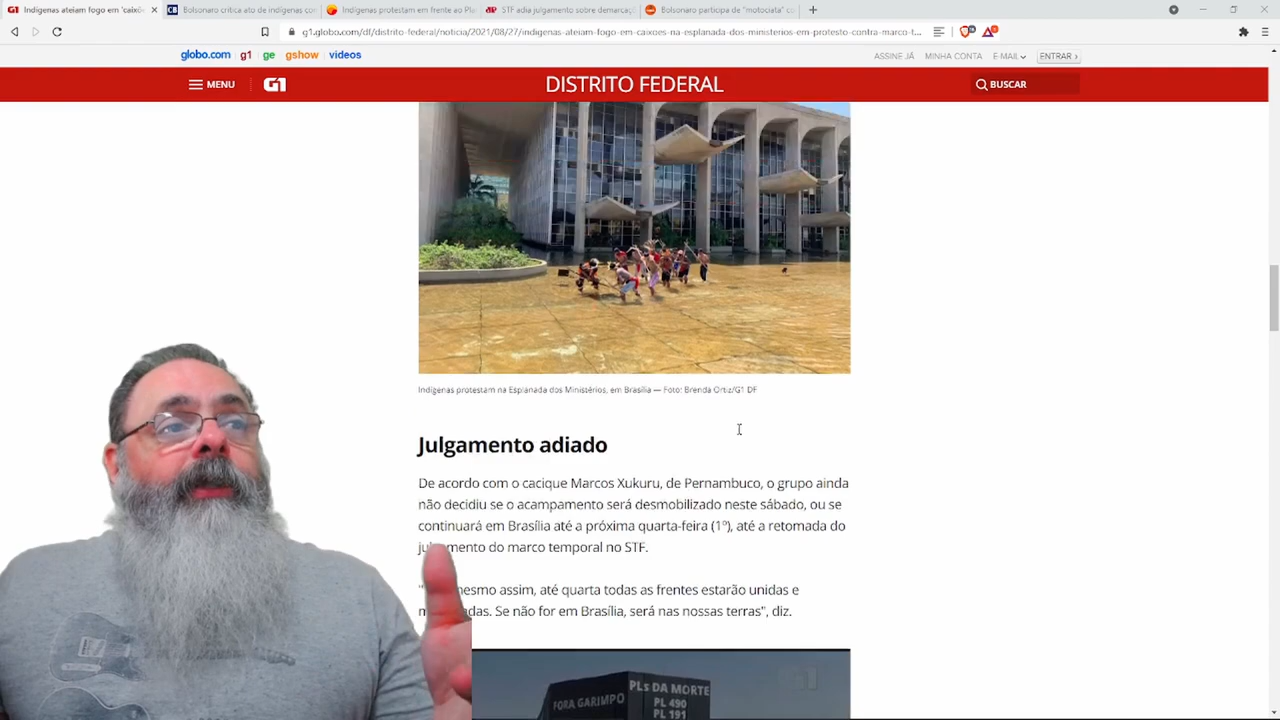 Indígenas ateiam fogo em 'caixõe
Bolsonaro critica ato de indígenas con
Indígenas protestam em frente ao Pla
STF adia julgamento sobre demarcaç
Bolsonaro participa de "motociata" co
g1.globo.com/df/distrito-federal/noticia/2021/08/27/indigenas-ateiam-fogo-em-caixoes-na-esplanada-dos-ministerios-em-protesto-contra-marco-t...
globo.com g1 ge gshow videos
ASSINE JÁ MINHA CONTA E-MAIL ENTRAR ›
MENU G1 DISTRITO FEDERAL BUSCAR
Indígenas protestam na Esplanada dos Ministérios, em Brasília — Foto: Brenda Ortiz/G1 DF
Julgamento adiado
De acordo com o cacique Marcos Xukuru, de Pernambuco, o grupo ainda
não decidiu se o acampamento será desmobilizado neste sábado, ou se
continuará em Brasília até a próxima quarta-feira (1º), até a retomada do
do marco temporal no STF.
mesmo assim, até quarta todas as frentes estarão unidas e
Se não for em Brasília, será nas nossas terras", diz.
FORA GARIMPO
PLs DA MORTE
PL 490
PL 191